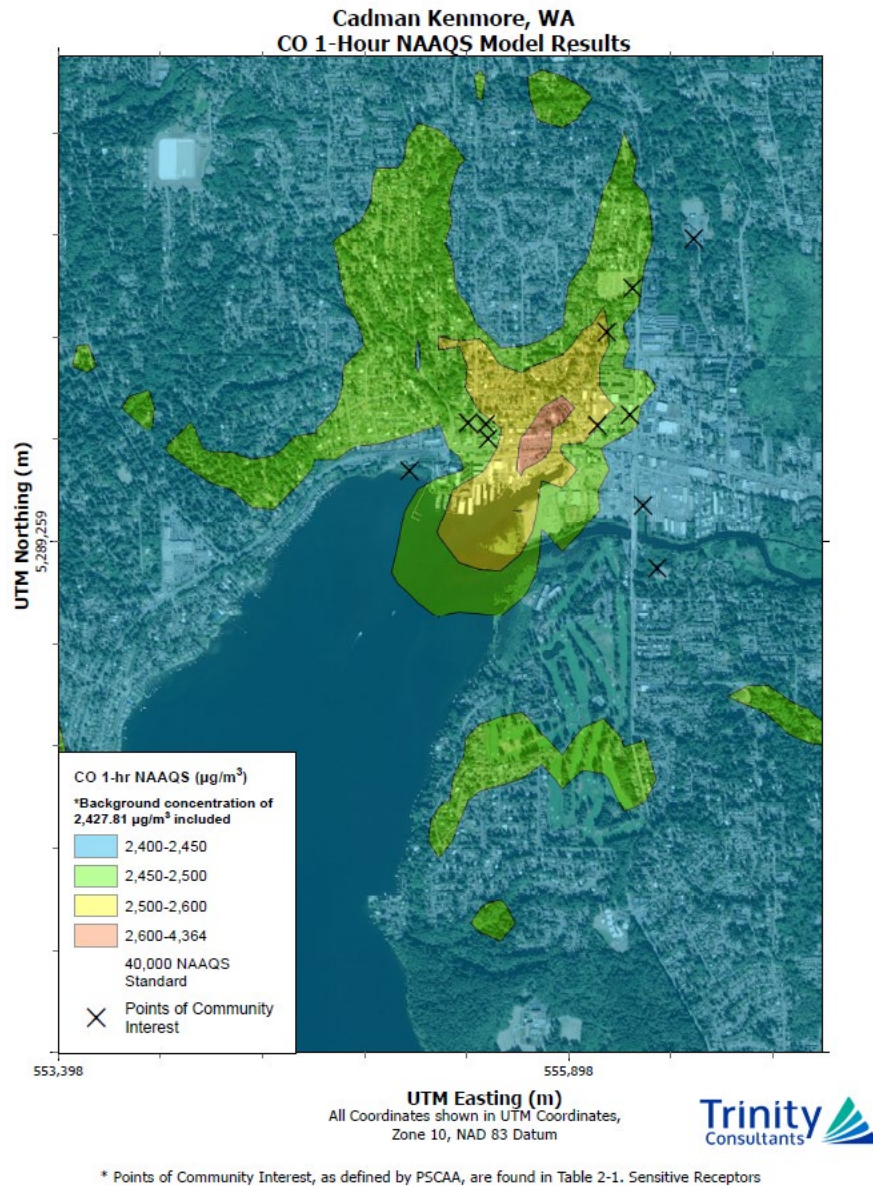 Cadman Kenmore, WA
CO 1-Hour NAAQS Model Results
UTM Northing (m)
5,289,259
CO 1-hr NAAQS (µg/m³)
*Background concentration of
2,427.81 µg/m³ included
2,400-2,450
2,450-2,500
2,500-2,600
2,600-4,364
40,000 NAAQS
Standard
Points of Community
Interest
553,398
555,898
UTM Easting (m)
All Coordinates shown in UTM Coordinates,
Zone 10, NAD 83 Datum
Trinity
Consultants
* Points of Community Interest, as defined by PSCAA, are found in Table 2-1. Sensitive Receptors